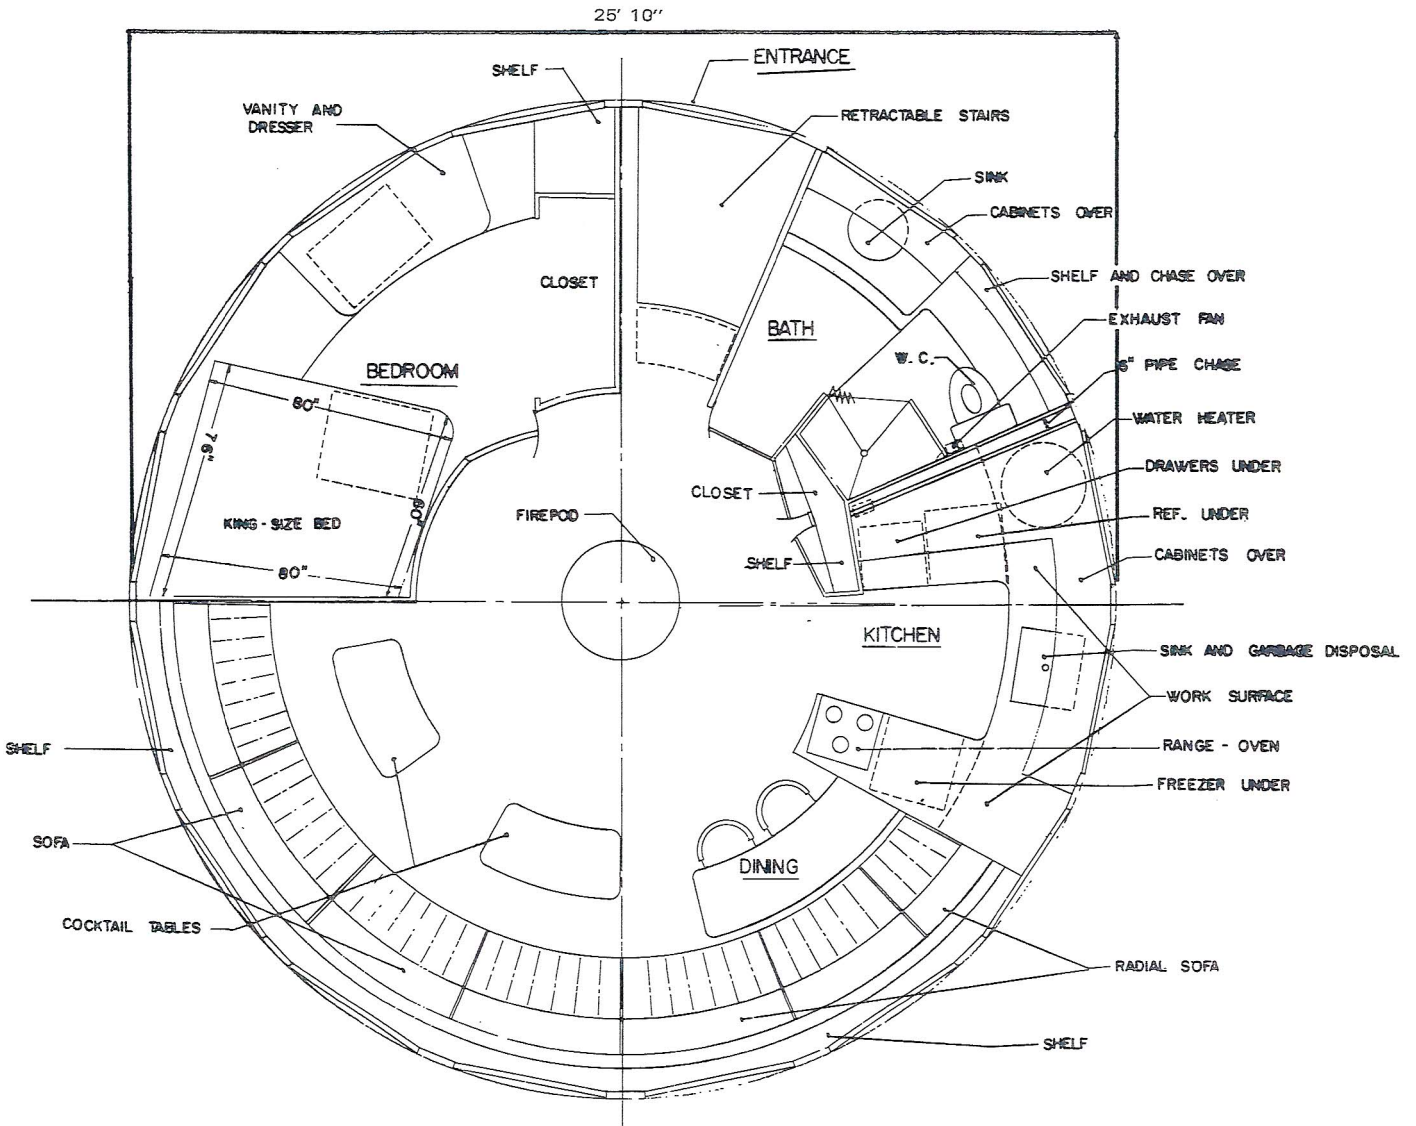 25' 10"
ENTRANCE
SHELF
VANITY AND
DRESSER
RETRACTABLE STAIRS
SINK
CABINETS OVER
CLOSET
SHELF AND CHASE OVER
EXHAUST FAN
BATH
W. C.
6" PIPE CHASE
BEDROOM
80"
WATER HEATER
76"
DRAWERS UNDER
CLOSET
60"
KING-SIZE BED
FIREPOD
REF. UNDER
CABINETS OVER
SHELF
80"
KITCHEN
SINK AND GARBAGE DISPOSAL
WORK SURFACE
SHELF
RANGE - OVEN
FREEZER UNDER
SOFA
DINING
COCKTAIL TABLES
RADIAL SOFA
SHELF